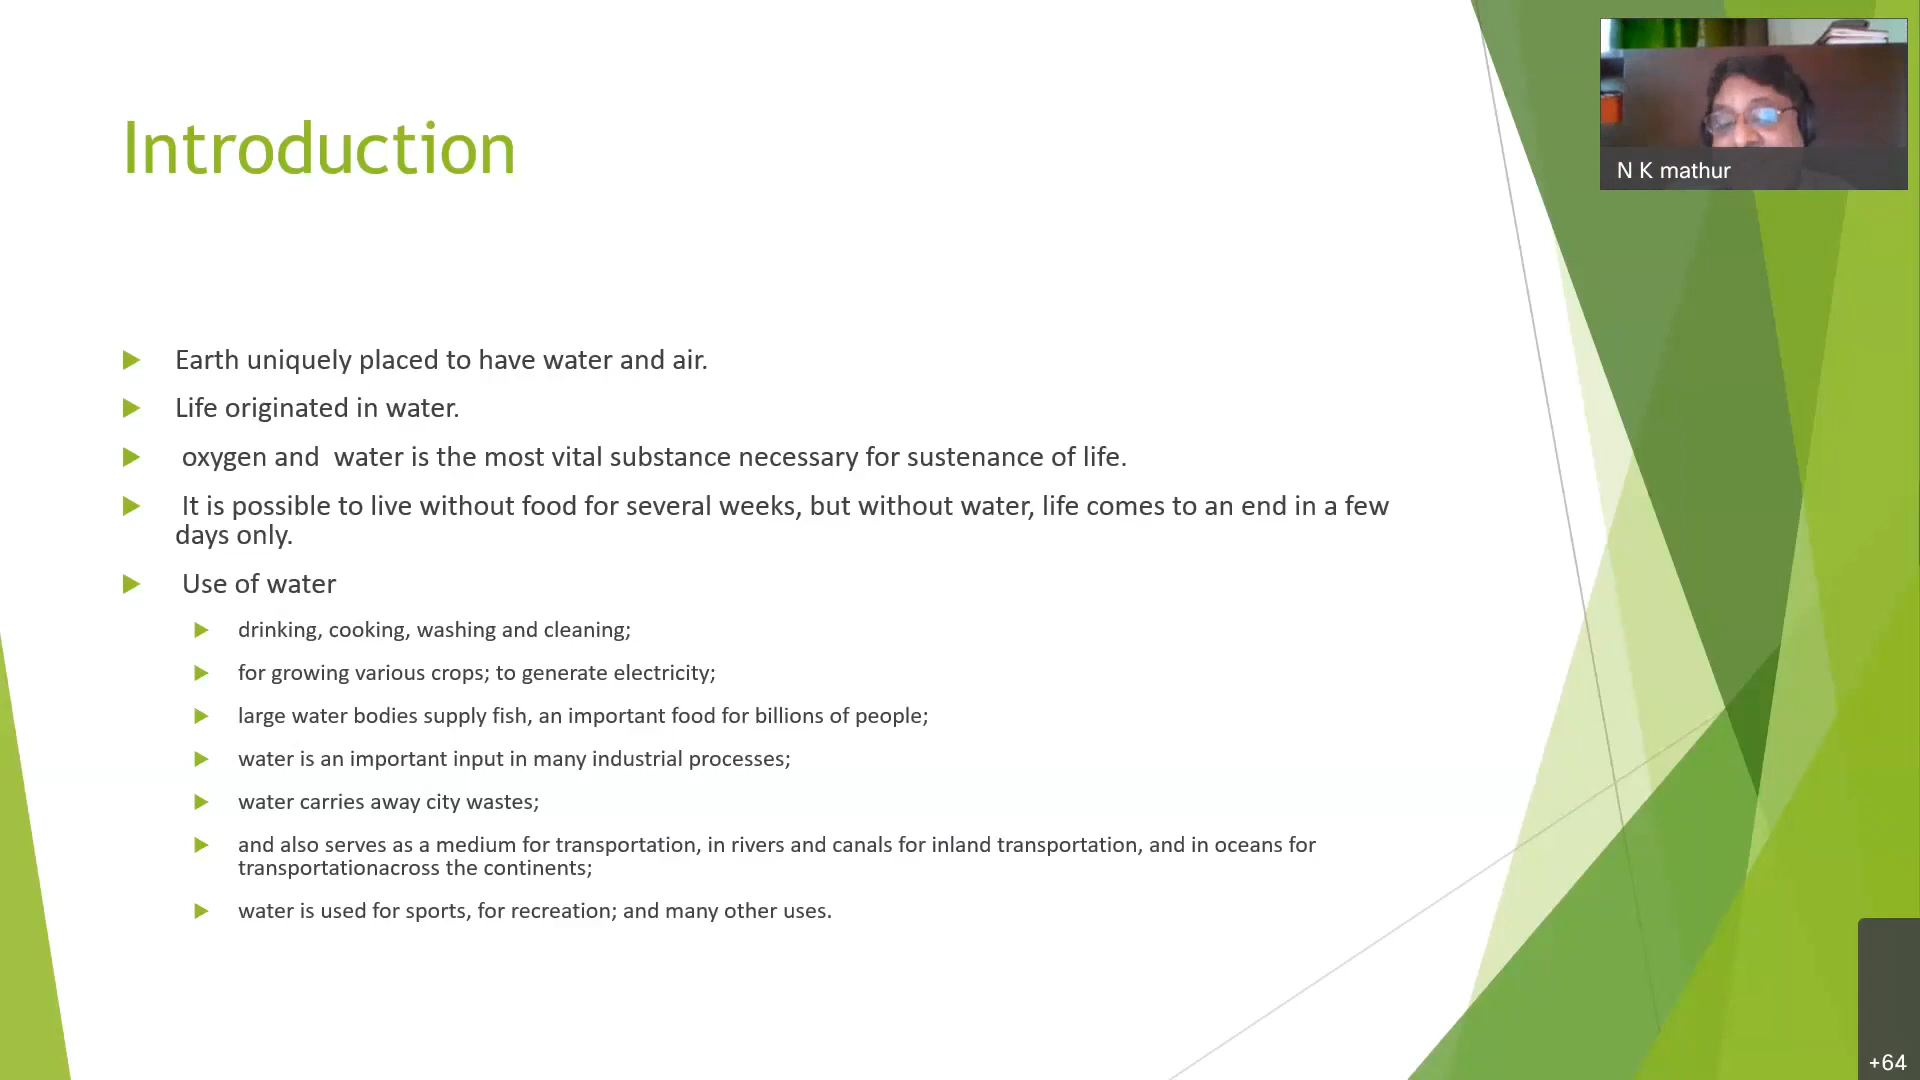 Introduction
N K mathur
Earth uniquely placed to have water and air.
Life originated in water.
oxygen and  water is the most vital substance necessary for sustenance of life.
It is possible to live without food for several weeks, but without water, life comes to an end in a few
days only.
Use of water
drinking, cooking, washing and cleaning;
for growing various crops; to generate electricity;
large water bodies supply fish, an important food for billions of people;
water is an important input in many industrial processes;
water carries away city wastes;
and also serves as a medium for transportation, in rivers and canals for inland transportation, and in oceans for
transportationacross the continents;
water is used for sports, for recreation; and many other uses.
+64